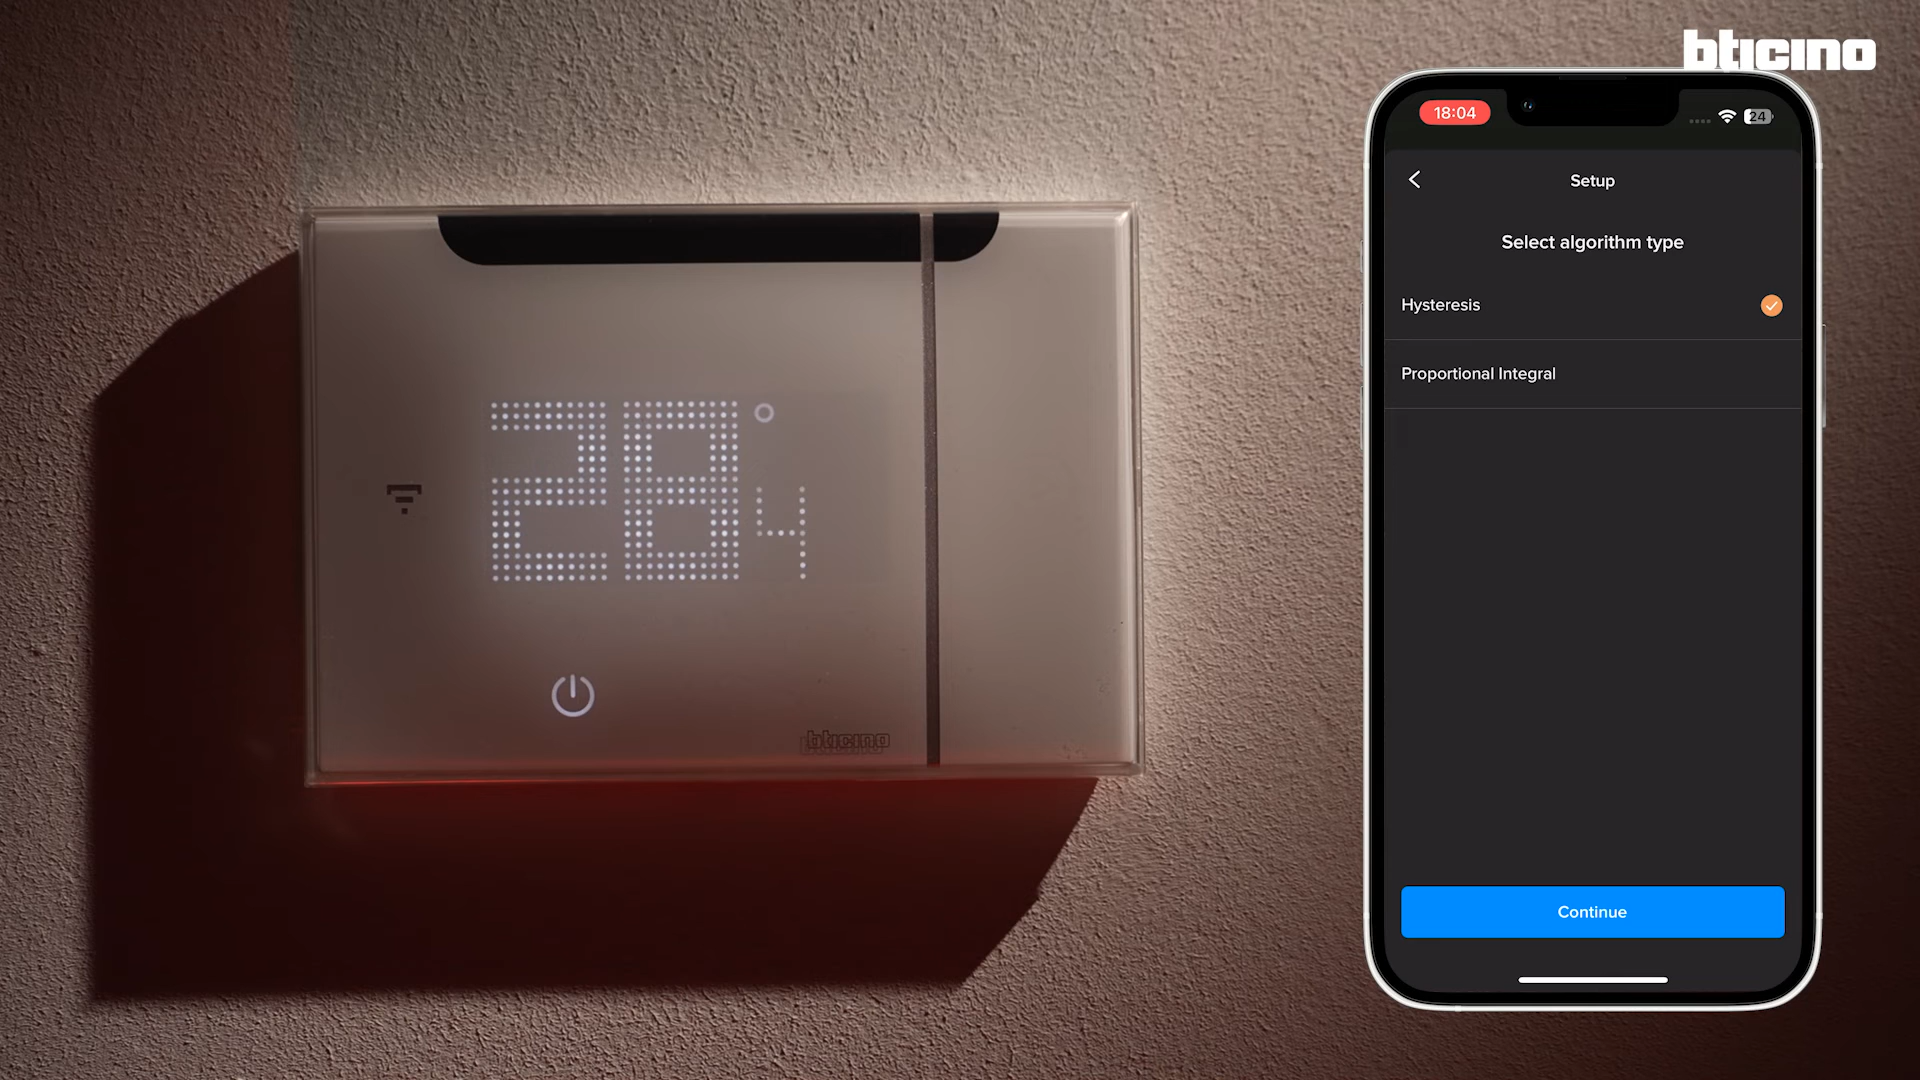 bticino
18:04
24
Setup
Select algorithm type
Hysteresis
Proportional Integral
Continue
28°4
bticino